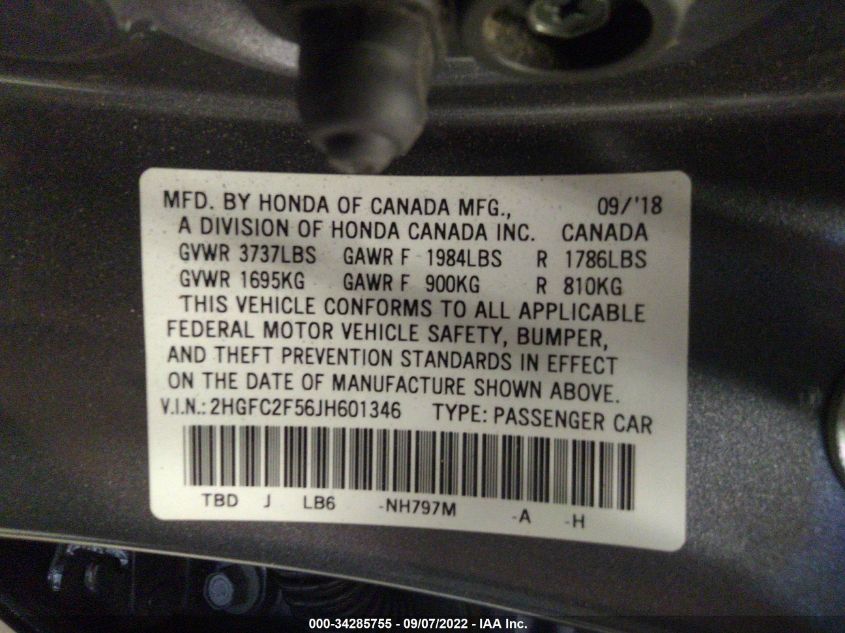 MFD. BY HONDA OF CANADA MFG., 09/'18
A DIVISION OF HONDA CANADA INC. CANADA
GVWR 3737LBS GAWR F 1984LBS R 1786LBS
GVWR 1695KG GAWR F 900KG R 810KG
THIS VEHICLE CONFORMS TO ALL APPLICABLE
FEDERAL MOTOR VEHICLE SAFETY, BUMPER,
AND THEFT PREVENTION STANDARDS IN EFFECT
ON THE DATE OF MANUFACTURE SHOWN ABOVE.
V.I.N.: 2HGFC2F56JH601346 TYPE: PASSENGER CAR
TBD J LB6 -NH797M -A -H
000-34285755 - 09/07/2022 - IAA Inc.